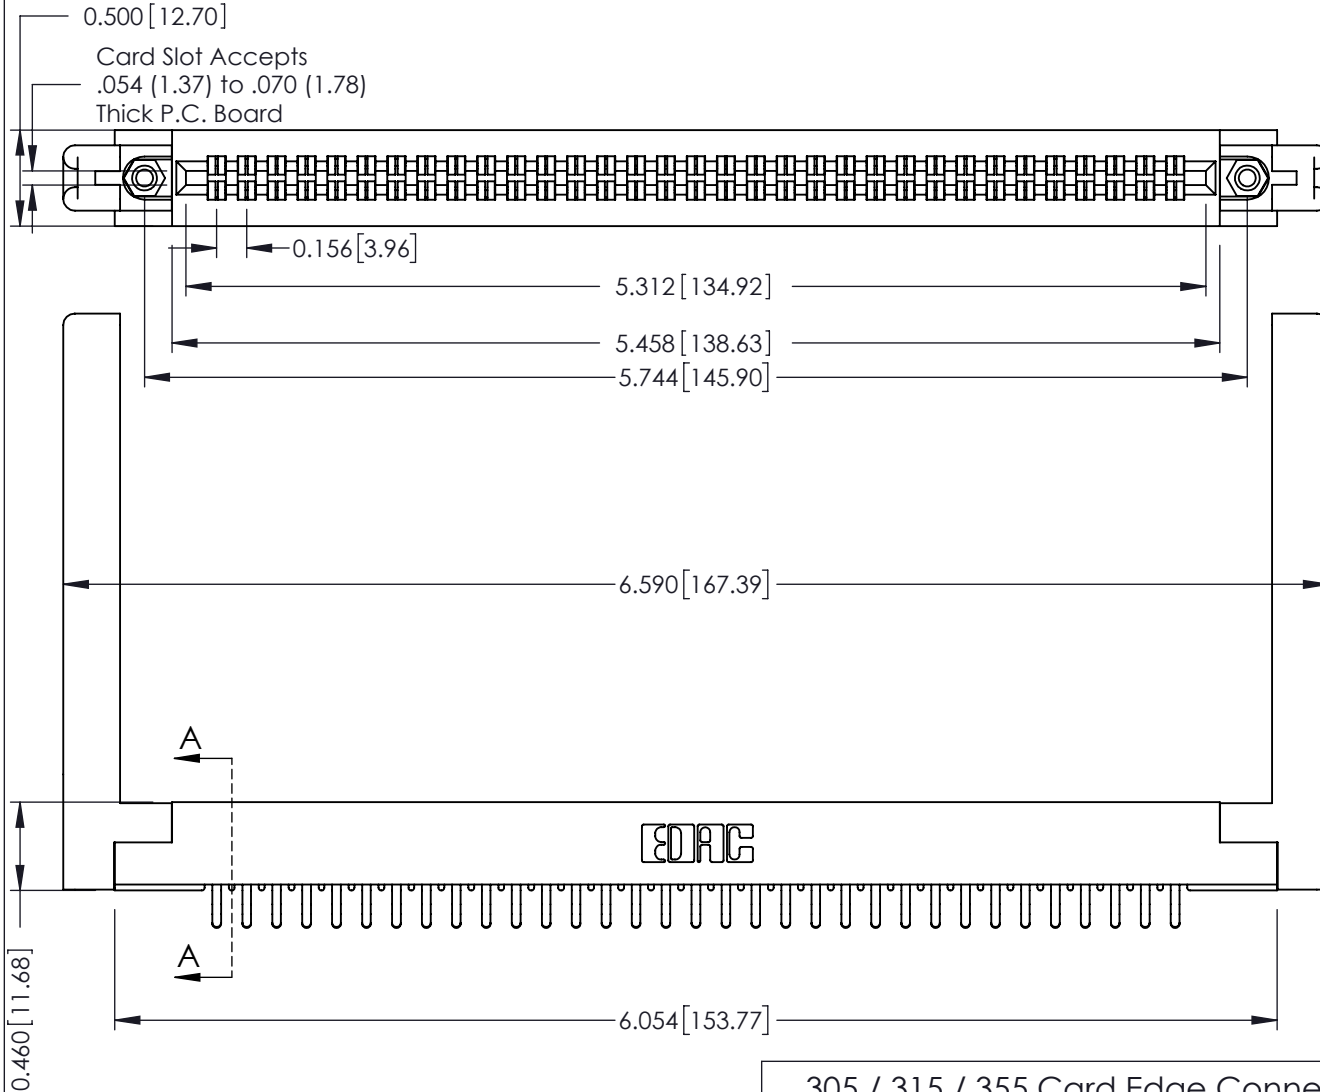 0.500 [12.70]
Card Slot Accepts
.054 (1.37) to .070 (1.78)
Thick P.C. Board
0.156 [3.96]
5.312 [134.92]
5.458 [138.63]
5.744 [145.90]
6.590 [167.39]
A
EDAC
A
0.460 [11.68]
6.054 [153.77]
305 / 315 / 355 Card Edge Conne